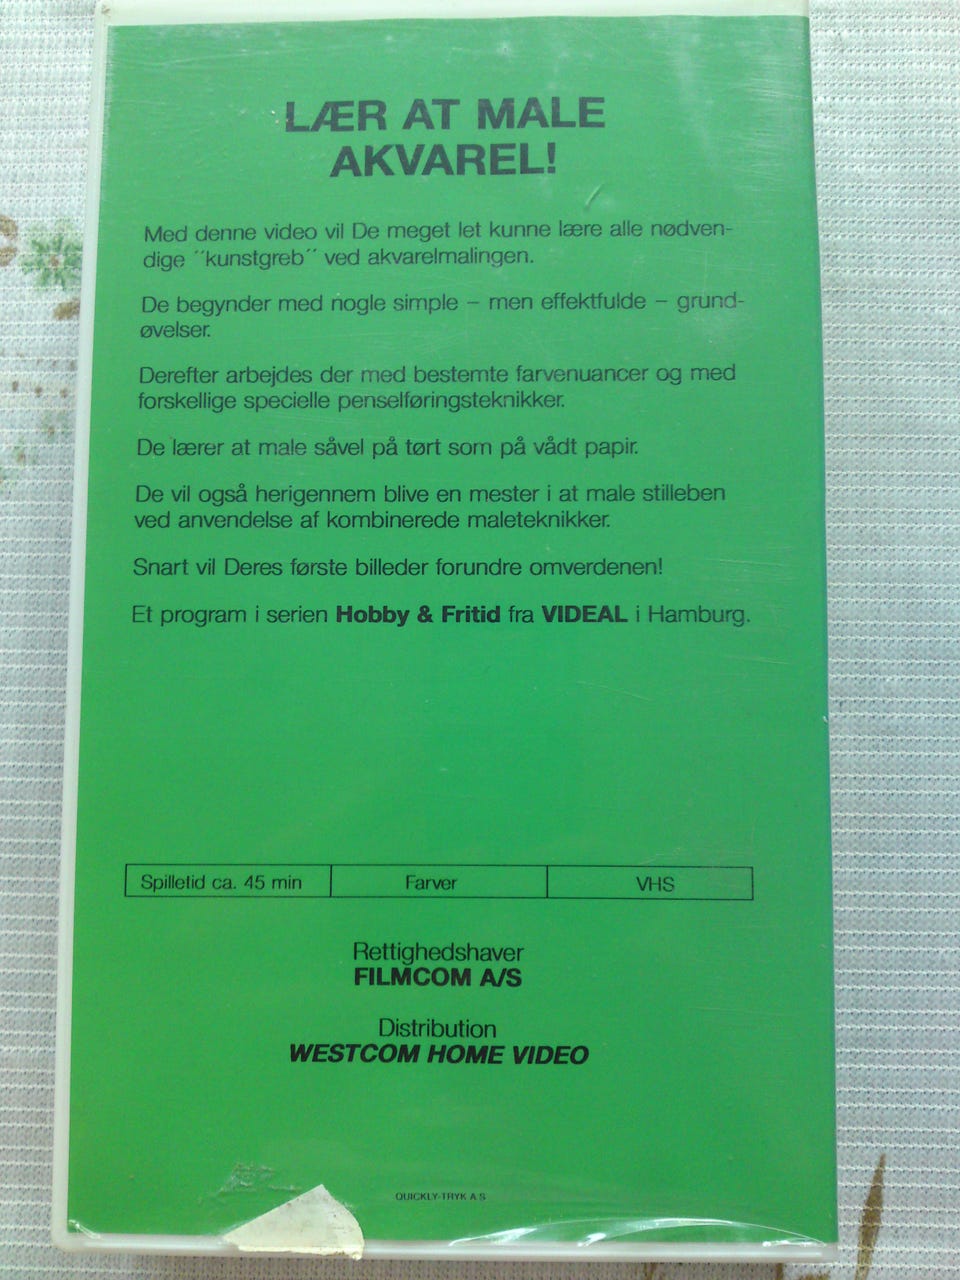 LÆR AT MALE
AKVAREL!
Med denne video vil De meget let kunne lære alle nødven-
dige ´´kunstgreb´´ ved akvarelmalingen.
De begynder med nogle simple – men effektfulde – grund-
øvelser.
Derefter arbejdes der med bestemte farvenuancer og med
forskellige specielle penselføringsteknikker.
De lærer at male såvel på tørt som på vådt papir.
De vil også herigennem blive en mester i at male stilleben
ved anvendelse af kombinerede maleteknikker.
Snart vil Deres første billeder forundre omverdenen!
Et program i serien Hobby & Fritid fra VIDEAL i Hamburg.
Spilletid ca. 45 min Farver VHS
Rettighedshaver
FILMCOM A/S
Distribution
WESTCOM HOME VIDEO
QUICKLY-TRYK A S